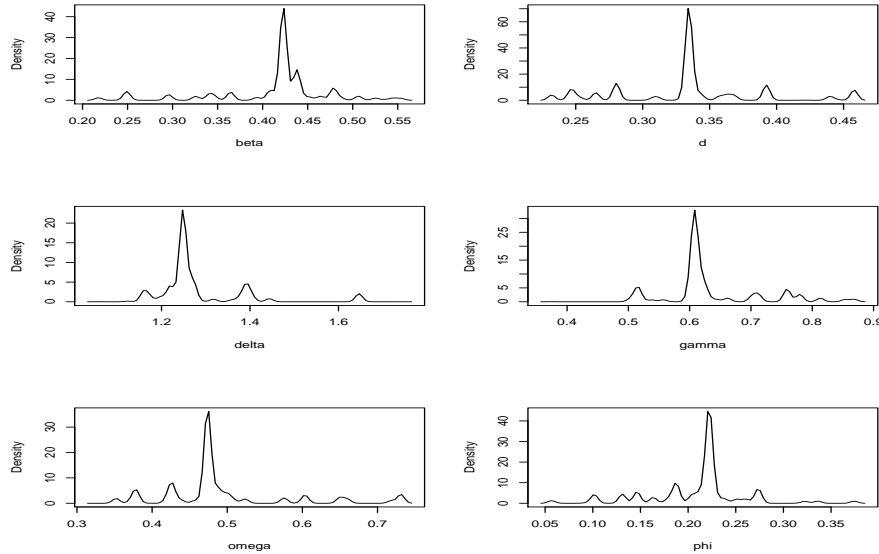 Density
0 10 20 30 40
0.20 0.25 0.30 0.35 0.40 0.45 0.50 0.55
beta
Density
0 20 40 60
0.25 0.30 0.35 0.40 0.45
d
Density
0 5 10 15 20
1.2 1.4 1.6
delta
Density
0 5 15 25
0.4 0.5 0.6 0.7 0.8 0.9
gamma
Density
0 10 20 30
0.3 0.4 0.5 0.6 0.7
omega
Density
0 10 20 30 40
0.05 0.10 0.15 0.20 0.25 0.30 0.35
phi